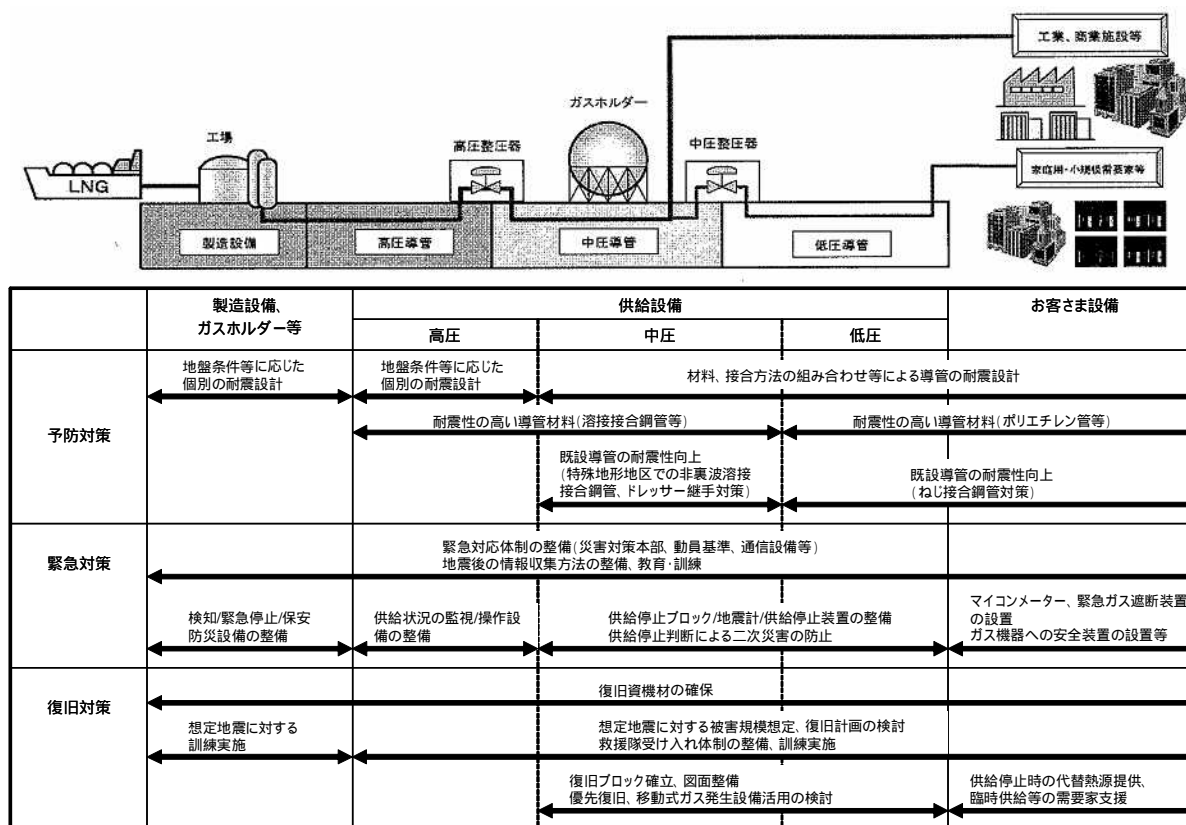 工業、商業施設等
ガスホルダー
工場
高圧整圧器
中圧整圧器
LNG
家庭用・小規模需要家等
製造設備
高圧導管
中圧導管
低圧導管
製造設備、
ガスホルダー等
供給設備
お客さま設備
高圧
中圧
低圧
予防対策
地盤条件等に応じた
個別の耐震設計
地盤条件等に応じた
個別の耐震設計
材料、接合方法の組み合わせ等による導管の耐震設計
耐震性の高い導管材料(溶接接合鋼管等)
耐震性の高い導管材料(ポリエチレン管等)
既設導管の耐震性向上
(特殊地形地区での非裏波溶接
接合鋼管、ドレッサー継手対策)
既設導管の耐震性向上
(ねじ接合鋼管対策)
緊急対策
緊急対応体制の整備(災害対策本部、動員基準、通信設備等)
地震後の情報収集方法の整備、教育・訓練
検知/緊急停止/保安
防災設備の整備
供給状況の監視/操作設
備の整備
供給停止ブロック/地震計/供給停止装置の整備
供給停止判断による二次災害の防止
マイコンメーター、緊急ガス遮断装置
の設置
ガス機器への安全装置の設置等
復旧対策
復旧資機材の確保
想定地震に対する
訓練実施
想定地震に対する被害規模想定、復旧計画の検討
救援隊受け入れ体制の整備、訓練実施
復旧ブロック確立、図面整備
優先復旧、移動式ガス発生設備活用の検討
供給停止時の代替熱源提供、
臨時供給等の需要家支援